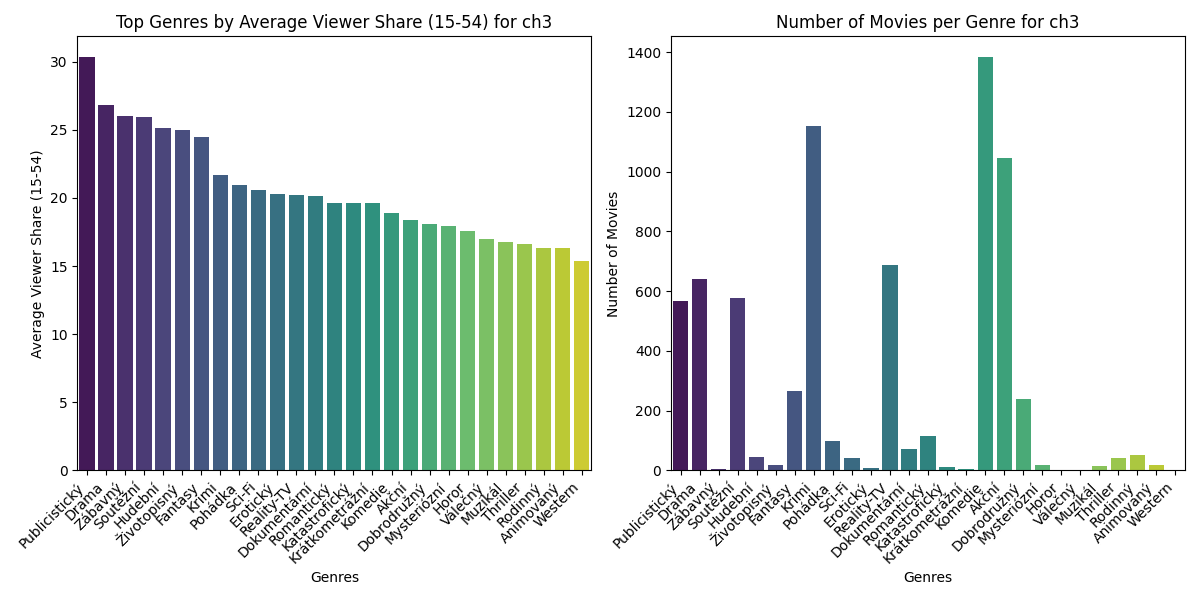 Top Genres by Average Viewer Share (15-54) for ch3
30
25
20
15
10
5
0
Average Viewer Share (15-54)
Publicistický
Drama
Zábavný
Soutěžní
Hudební
Životopisný
Fantasy
Krimi
Pohádka
Sci-Fi
Erotický
Reality-TV
Dokumentární
Romantický
Katastrofický
Krátkometrážní
Komedie
Akční
Dobrodružný
Mysteriózní
Horor
Válečný
Muzikál
Thriller
Rodinný
Animovaný
Western
Genres
Number of Movies per Genre for ch3
1400
1200
1000
800
600
400
200
0
Number of Movies
Publicistický
Drama
Zábavný
Soutěžní
Hudební
Životopisný
Fantasy
Krimi
Pohádka
Sci-Fi
Erotický
Reality-TV
Dokumentární
Romantický
Katastrofický
Krátkometrážní
Komedie
Akční
Dobrodružný
Mysteriózní
Horor
Válečný
Muzikál
Thriller
Rodinný
Animovaný
Western
Genres